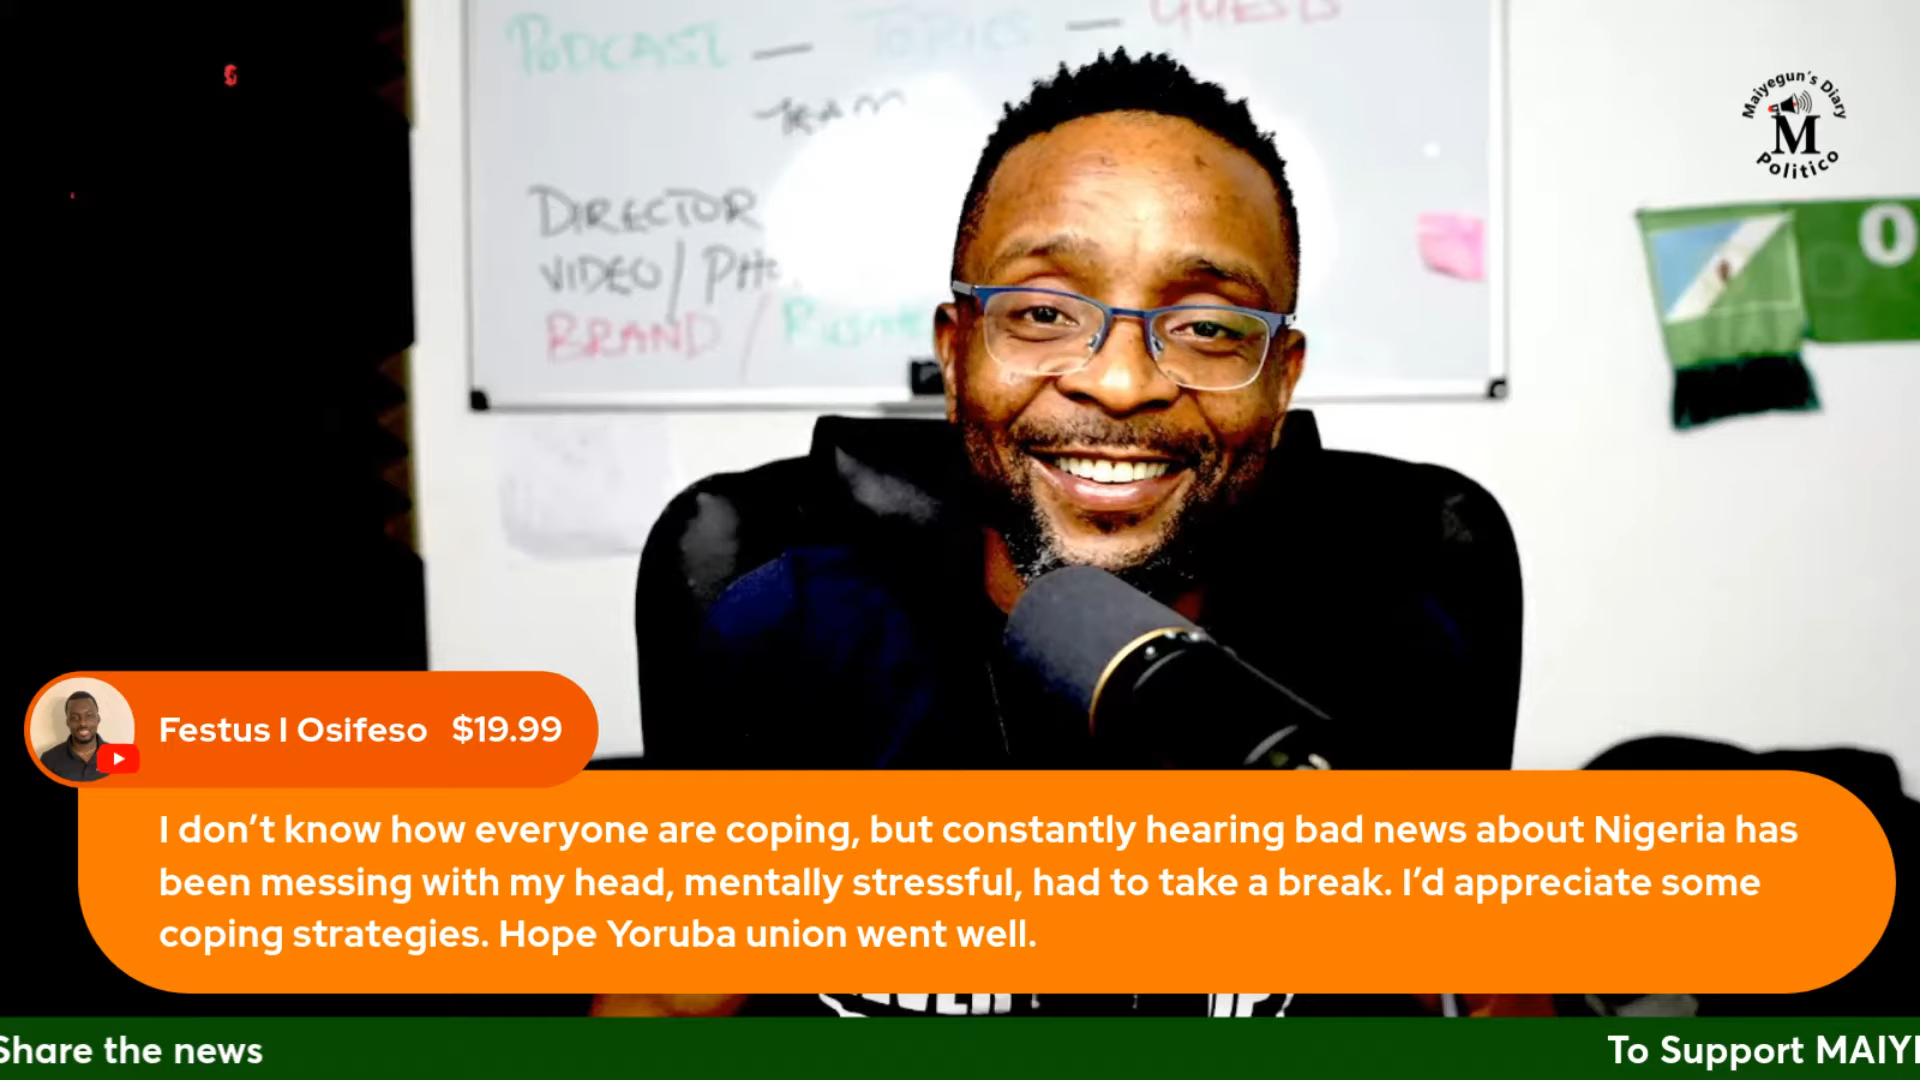 PODCAST — TOPICS — GUESTS
TEAM
DIRECTOR
VIDEO/
BRAND /
Maiyegun's Diary
M
Politico
O
Festus I Osifeso $19.99
I don't know how everyone are coping, but constantly hearing bad news about Nigeria has
been messing with my head, mentally stressful, had to take a break. I'd appreciate some
coping strategies. Hope Yoruba union went well.
Share the news
To Support MAIY